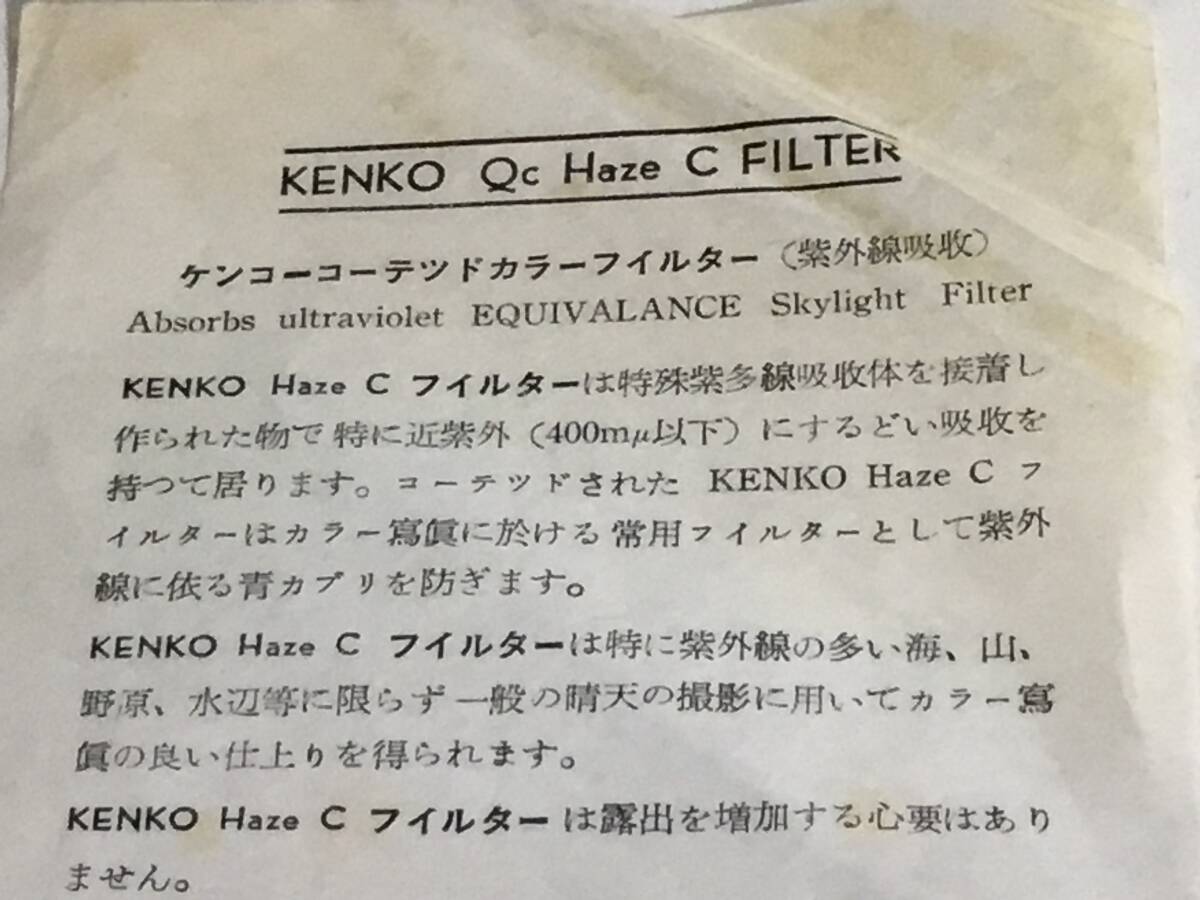 KENKO Qc Haze C FILTER
ケンコーコーテツドカラーフイルター（紫外線吸収）
Absorbs ultraviolet EQUIVALANCE Skylight Filter
KENKO Haze C フイルターは特殊紫多線吸收体を接着し
作られた物で特に近紫外（400mμ以下）にするどい吸收を
持つて居ります。コーテツドされた KENKO Haze C フ
イルターはカラー寫眞に於ける常用フイルターとして紫外
線に依る青カブリを防ぎます。
KENKO Haze C フイルターは特に紫外線の多い海、山、
野原、水辺等に限らず一般の晴天の撮影に用いてカラー寫
眞の良い仕上りを得られます。
KENKO Haze C フイルターは露出を増加する心要はあり
ません。